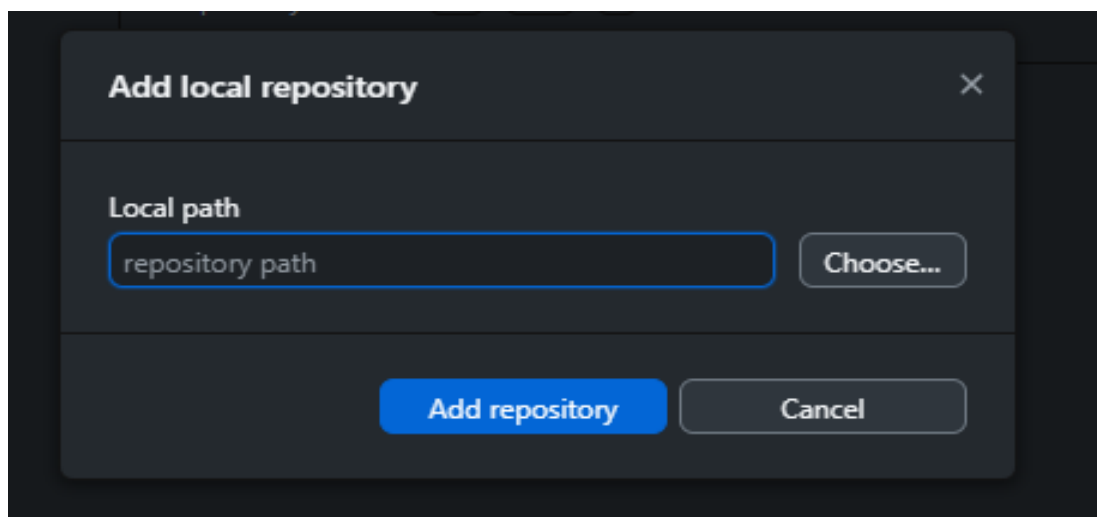 Add local repository
Local path
repository path
Choose...
Add repository
Cancel